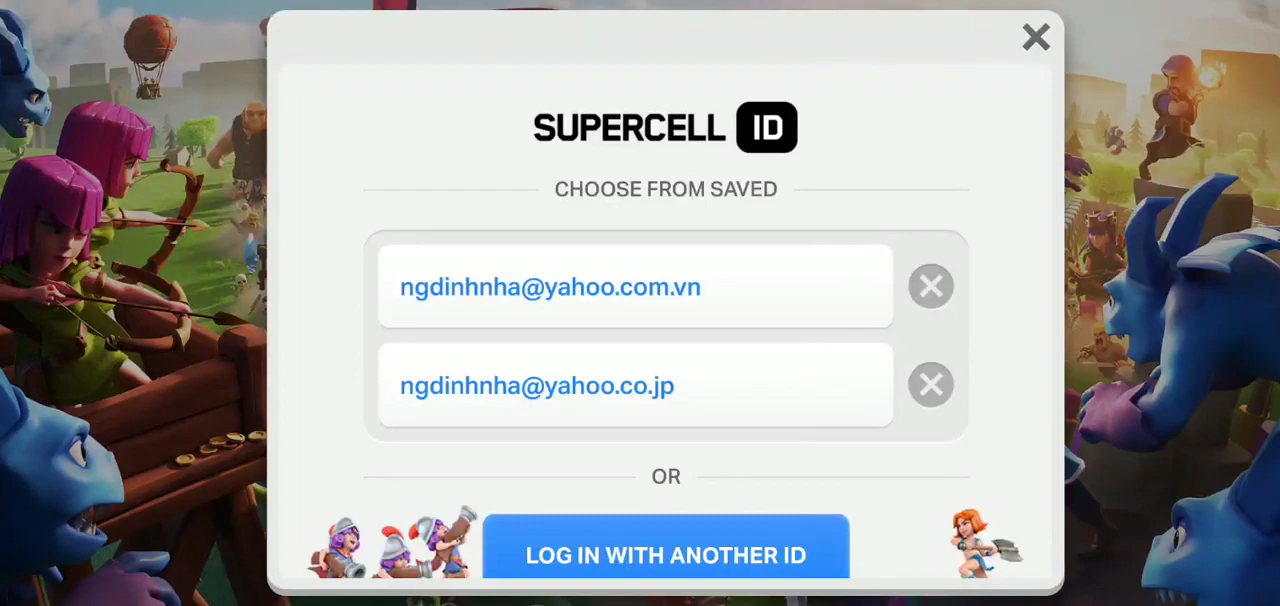 SUPERCELL ID
CHOOSE FROM SAVED
ngdinhnha@yahoo.com.vn
ngdinhnha@yahoo.co.jp
OR
LOG IN WITH ANOTHER ID